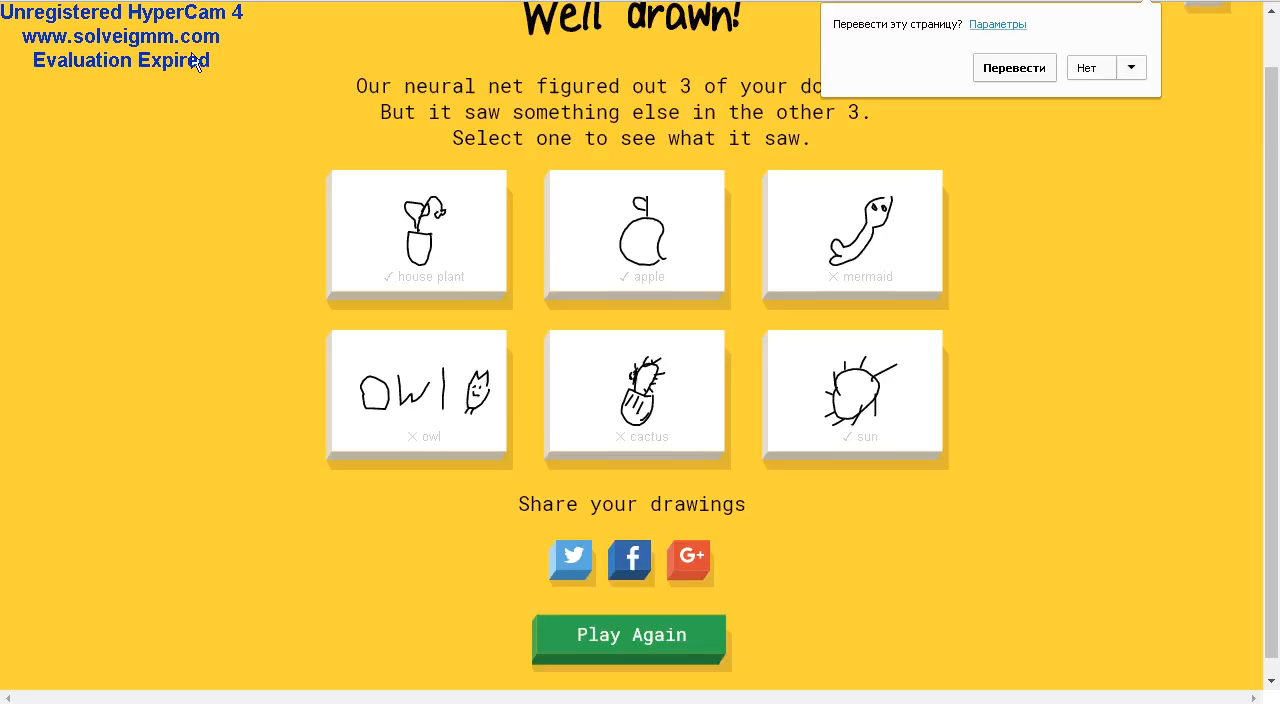 Unregistered HyperCam 4
www.solveigmm.com
Evaluation Expired
Well drawn!
Перевести эту страницу? Параметры
Перевести Нет
Our neural net figured out 3 of your do
But it saw something else in the other 3.
Select one to see what it saw.
✓ house plant
✓ apple
✕ mermaid
OWl
✕ owl
✕ cactus
✓ sun
Share your drawings
G+
Play Again